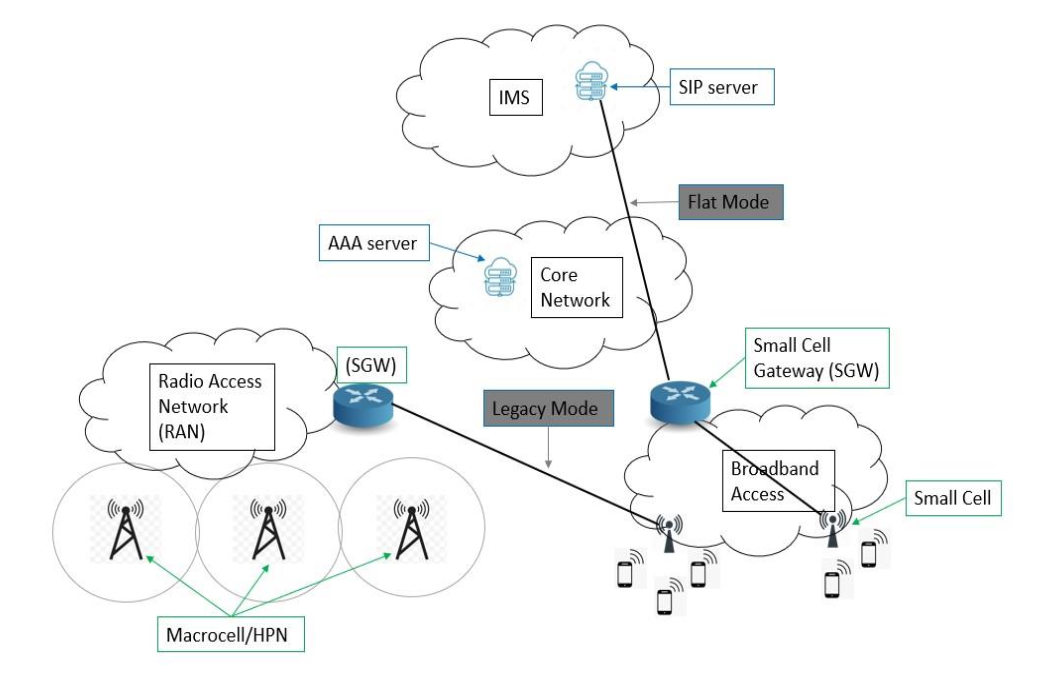 IMS
SIP server
Flat Mode
AAA server
Core
Network
Small Cell
Gateway (SGW)
(SGW)
Radio Access
Network
(RAN)
Legacy Mode
Broadband
Access
Small Cell
Macrocell/HPN